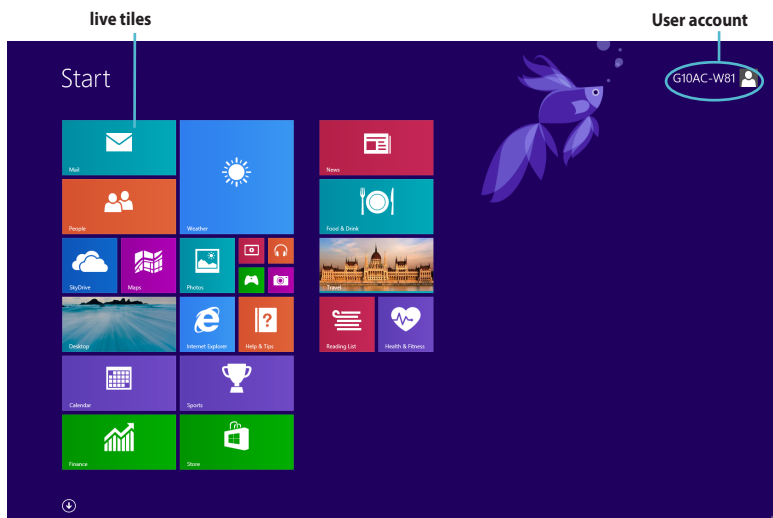 live tiles
User account
Start
G10AC-W81
Mail
Weather
News
People
Food & Drink
SkyDrive
Maps
Photos
Travel
Desktop
Internet Explorer
Help & Tips
Reading List
Health & Fitness
Calendar
Sports
Finance
Store